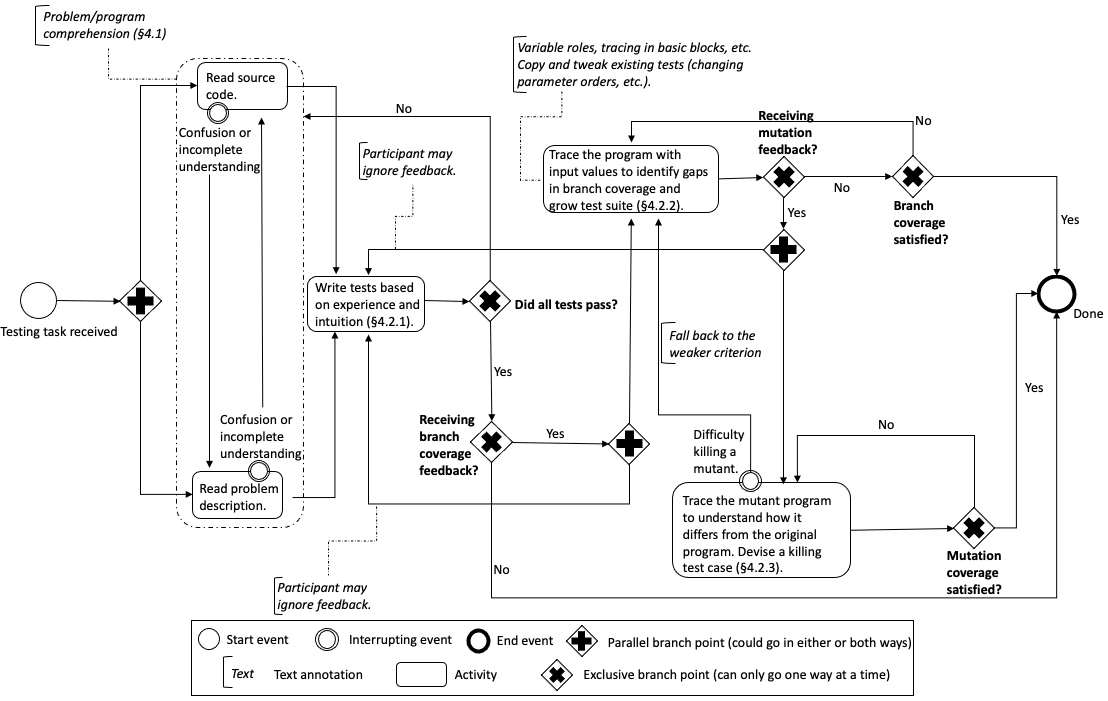 Problem/program
comprehension (§4.1)
Variable roles, tracing in basic blocks, etc.
Copy and tweak existing tests (changing
parameter orders, etc.).
Read source
code.
No
Receiving
mutation
feedback?
No
Confusion or
incomplete
understanding
Participant may
ignore feedback.
Trace the program with
input values to identify gaps
in branch coverage and
grow test suite (§4.2.2).
No
Branch
coverage
satisfied?
Yes
Yes
Testing task received
Write tests based
on experience and
intuition (§4.2.1).
Did all tests pass?
Done
Fall back to the
weaker criterion
Yes
Yes
Confusion or
incomplete
understanding
Receiving
branch
coverage
feedback?
Yes
Difficulty
killing a
mutant.
No
Read problem
description.
Trace the mutant program
to understand how it
differs from the original
program. Devise a killing
test case (§4.2.3).
Mutation
coverage
satisfied?
No
Participant may
ignore feedback.
Start event
Interrupting event
End event
Parallel branch point (could go in either or both ways)
Text
Text annotation
Activity
Exclusive branch point (can only go one way at a time)